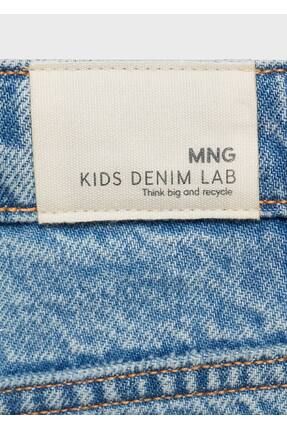 MNG
KIDS DENIM LAB
Think big and recycle